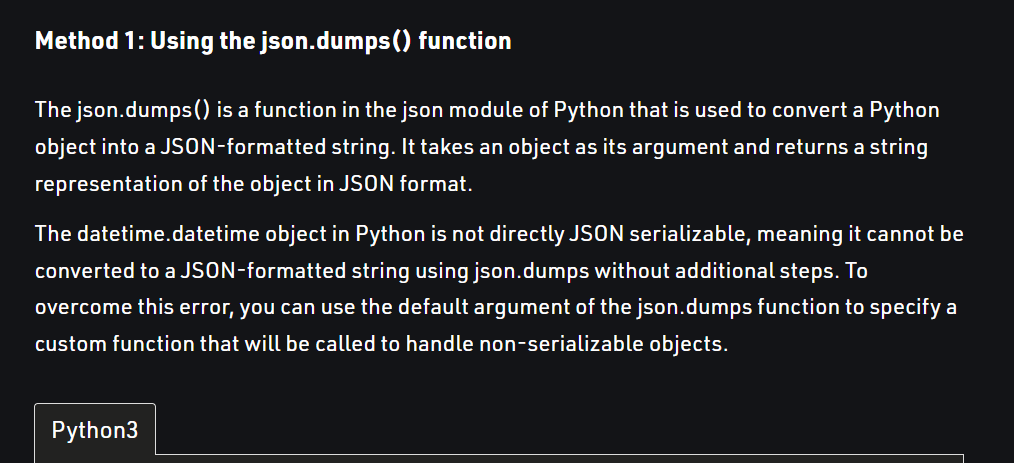 Method 1: Using the json.dumps() function
The json.dumps() is a function in the json module of Python that is used to convert a Python
object into a JSON-formatted string. It takes an object as its argument and returns a string
representation of the object in JSON format.
The datetime.datetime object in Python is not directly JSON serializable, meaning it cannot be
converted to a JSON-formatted string using json.dumps without additional steps. To
overcome this error, you can use the default argument of the json.dumps function to specify a
custom function that will be called to handle non-serializable objects.
Python3